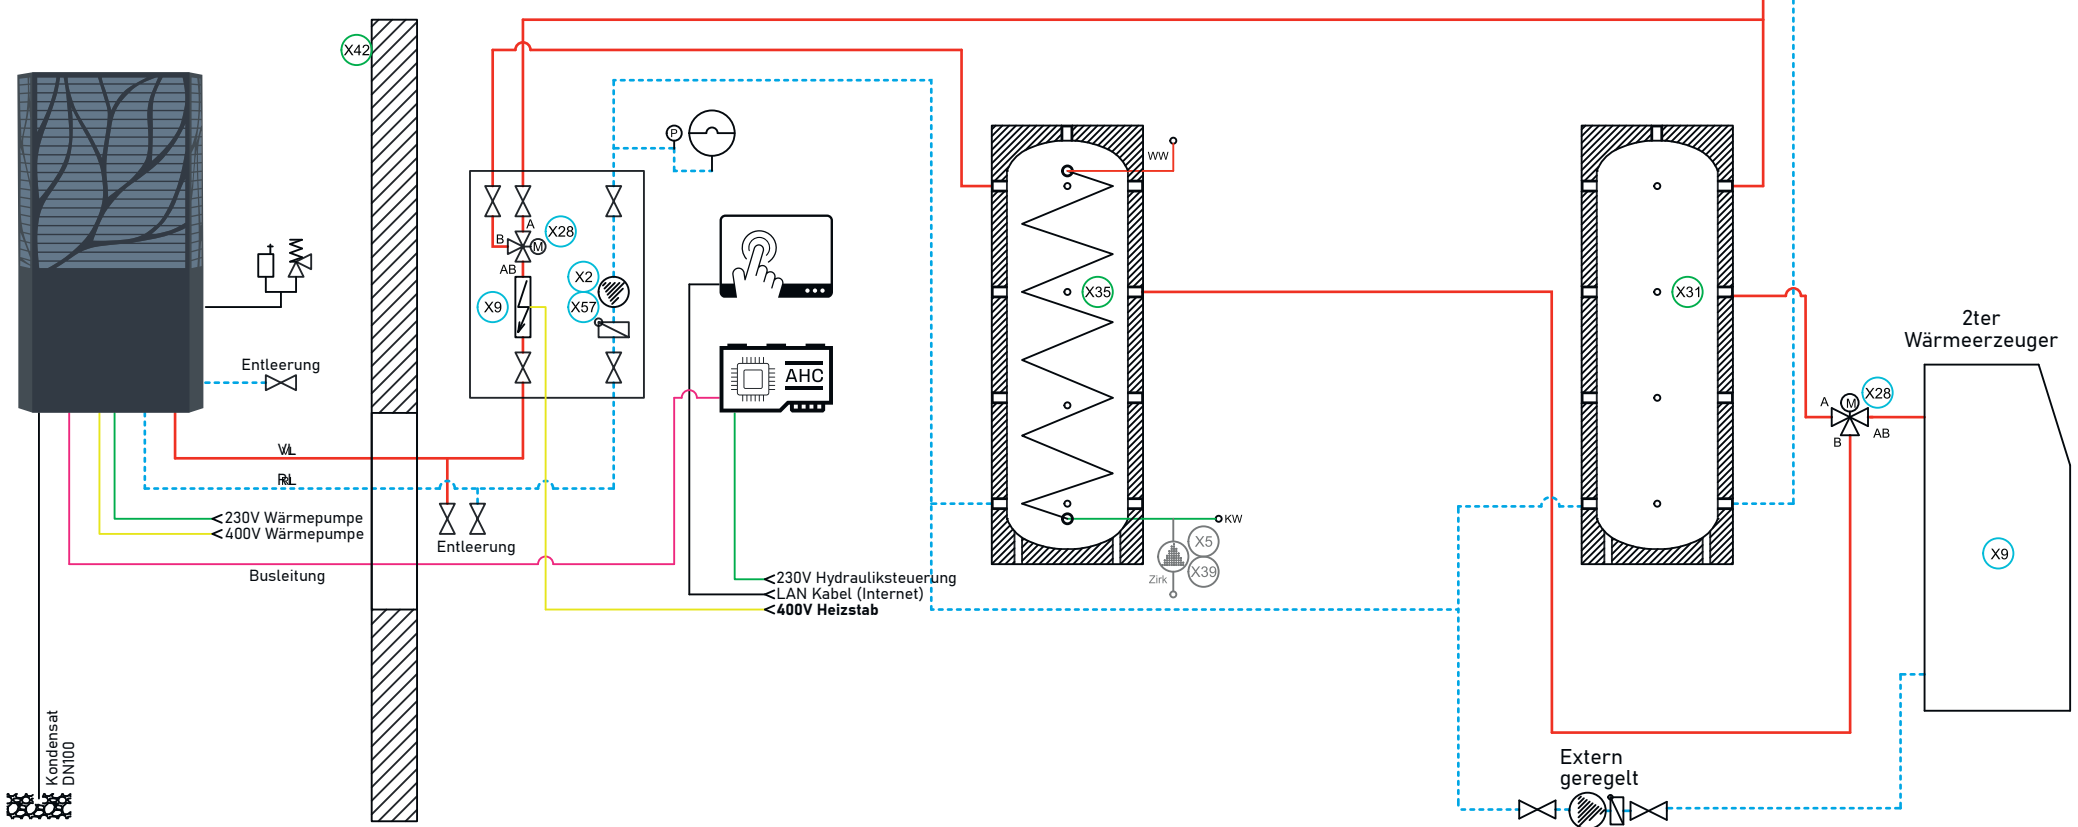 X42
P
WW
A
X28
B
M
AB
X2
X9
X57
X35
X31
2ter
Wärmeerzeuger
Entleerung
AHC
X28
A
M
B
AB
VL
RL
230V Wärmepumpe
400V Wärmepumpe
Entleerung
KW
X5
X39
Zirk
X9
Busleitung
230V Hydrauliksteuerung
LAN Kabel (Internet)
400V Heizstab
Kondensat
DN100
Extern
geregelt